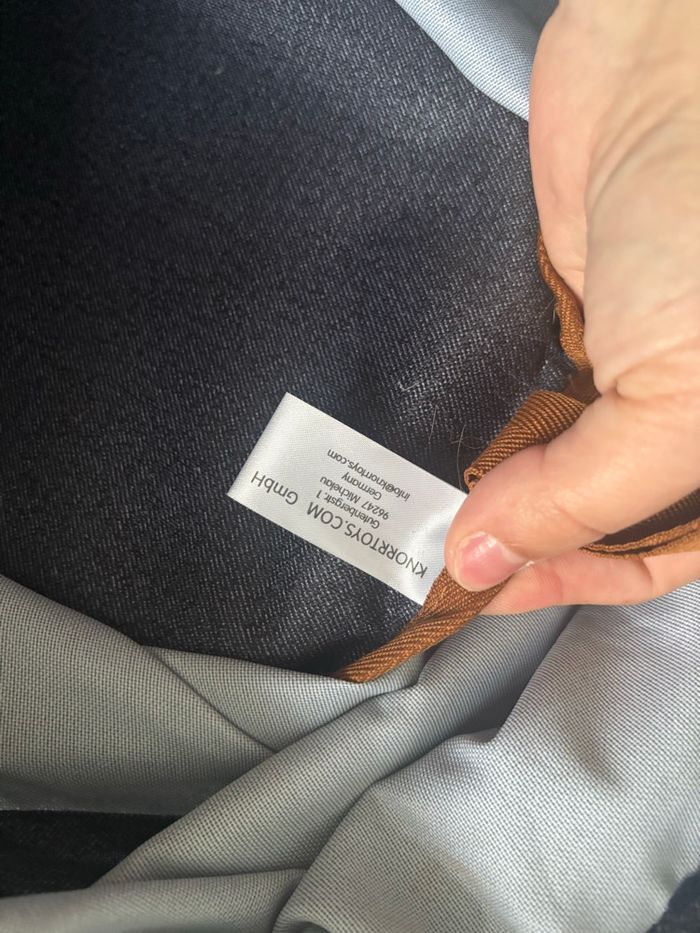 KNORRTOYS.COM GmbH
Gutenbergstr. 1
96247 Michelau
Germany
info@knorrtoys.com